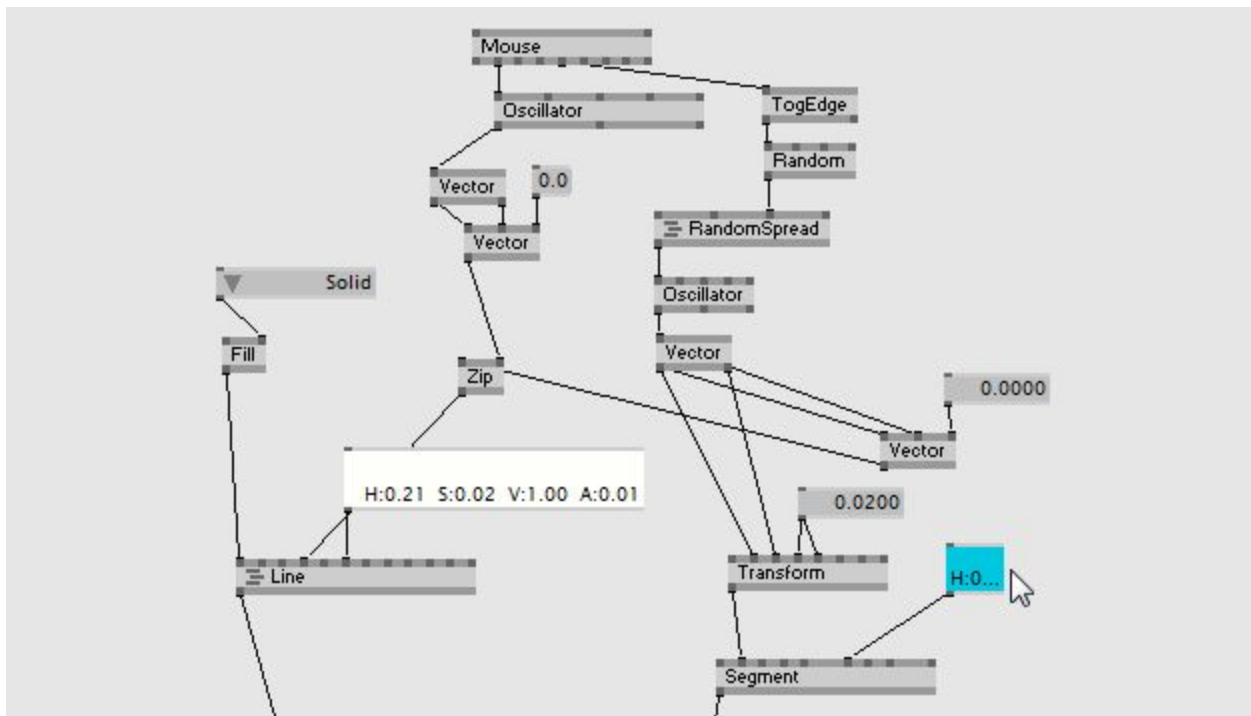 Mouse
Oscillator
TogEdge
Random
Vector
0.0
RandomSpread
Vector
Solid
Oscillator
Fill
Vector
Zip
0.0000
Vector
H:0.21 S:0.02 V:1.00 A:0.01
0.0200
Line
Transform
H:0...
Segment